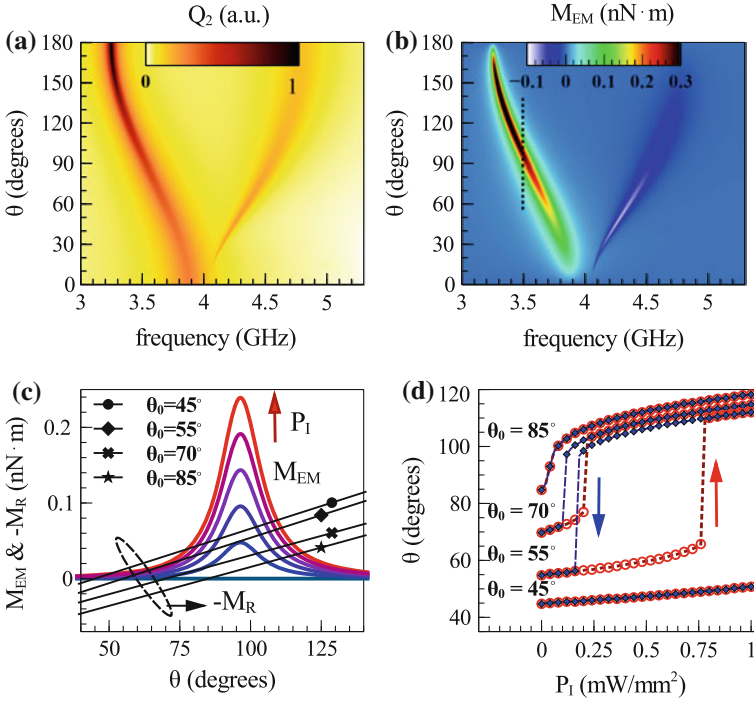 Q₂ (a.u.)
M_EM (nN·m)
(a)
(b)
180
150
120
90
60
30
0
θ (degrees)
0
1
3
3.5
4
4.5
5
frequency (GHz)
180
150
120
90
60
30
0
θ (degrees)
−0.1
0
0.1
0.2
0.3
3
3.5
4
4.5
5
frequency (GHz)
(c)
(d)
M_EM & -M_R (nN·m)
0.2
0.1
0
θ₀=45°
θ₀=55°
θ₀=70°
θ₀=85°
P_I
M_EM
-M_R
50
75
100
125
θ (degrees)
θ (degrees)
120
100
80
60
40
θ₀ = 85°
θ₀ = 70°
θ₀ = 55°
θ₀ = 45°
0
0.25
0.5
0.75
1
P_I (mW/mm²)